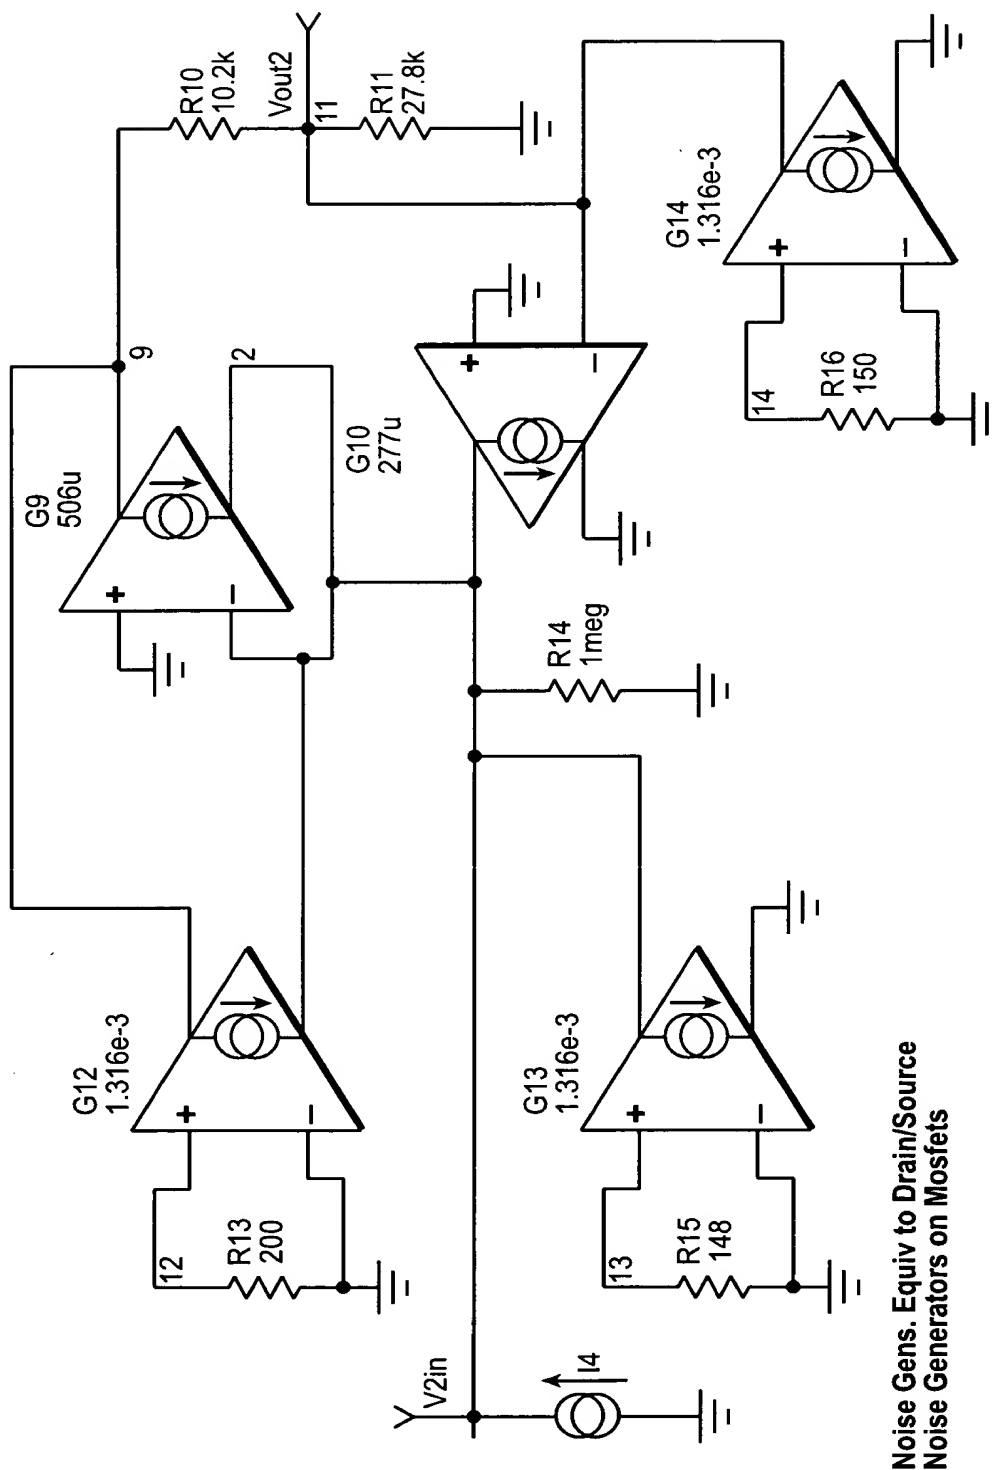 G9
506u
9
2
R10
10.2k
Vout2
11
R11
27.8k
G12
1.316e-3
+
−
12
R13
200
+
−
G10
277u
+
−
G14
1.316e-3
+
−
14
R16
150
R14
1meg
G13
1.316e-3
+
−
13
R15
148
V2in
I4
Noise Gens. Equiv to Drain/Source
Noise Generators on Mosfets